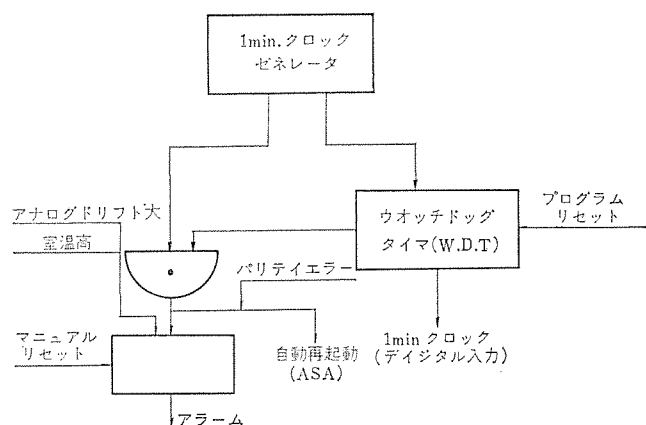 1min.クロック
ゼネレータ
アナログドリフト大
室温高
ウオッチドッグ
タイマ(W.D.T)
プログラム
リセット
パリテイエラー
マニュアル
リセット
自動再起動
(ASA)
1min クロック
(デイジタル入力)
アラーム